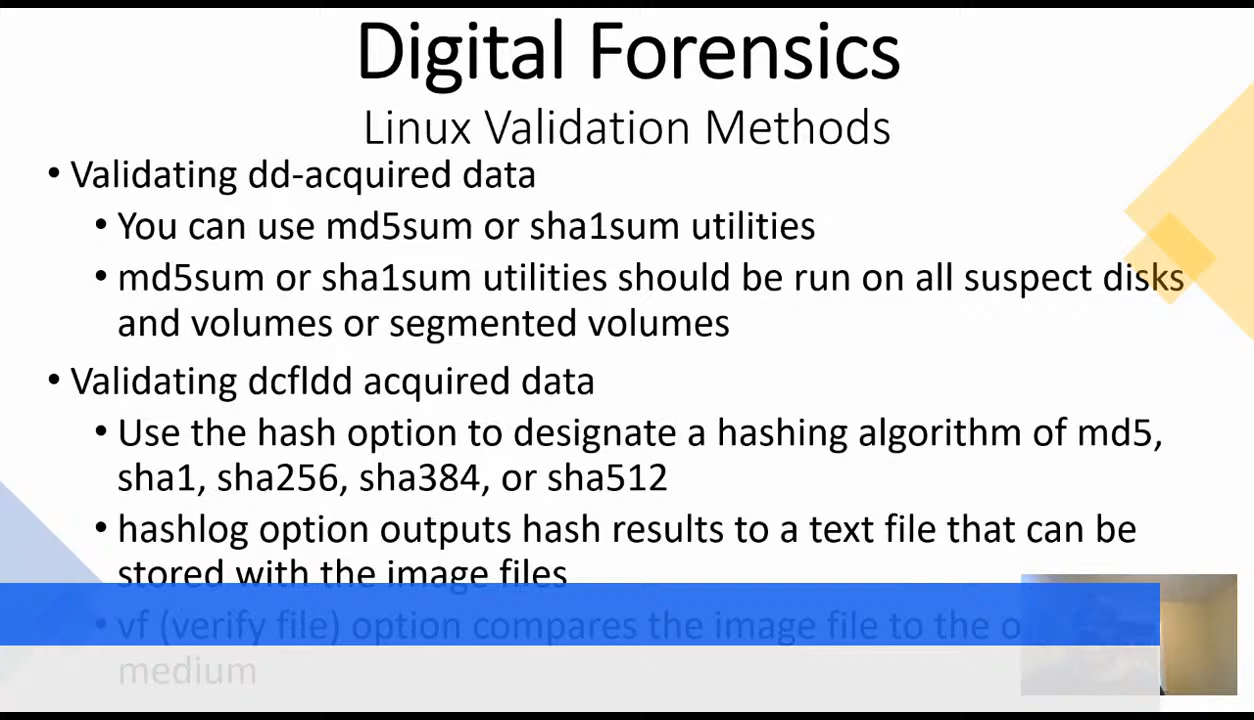 Digital Forensics
Linux Validation Methods
• Validating dd-acquired data
• You can use md5sum or sha1sum utilities
• md5sum or sha1sum utilities should be run on all suspect disks
and volumes or segmented volumes
• Validating dcfldd acquired data
• Use the hash option to designate a hashing algorithm of md5,
sha1, sha256, sha384, or sha512
• hashlog option outputs hash results to a text file that can be
stored with the image files
• vf (verify file) option compares the image file to the
medium